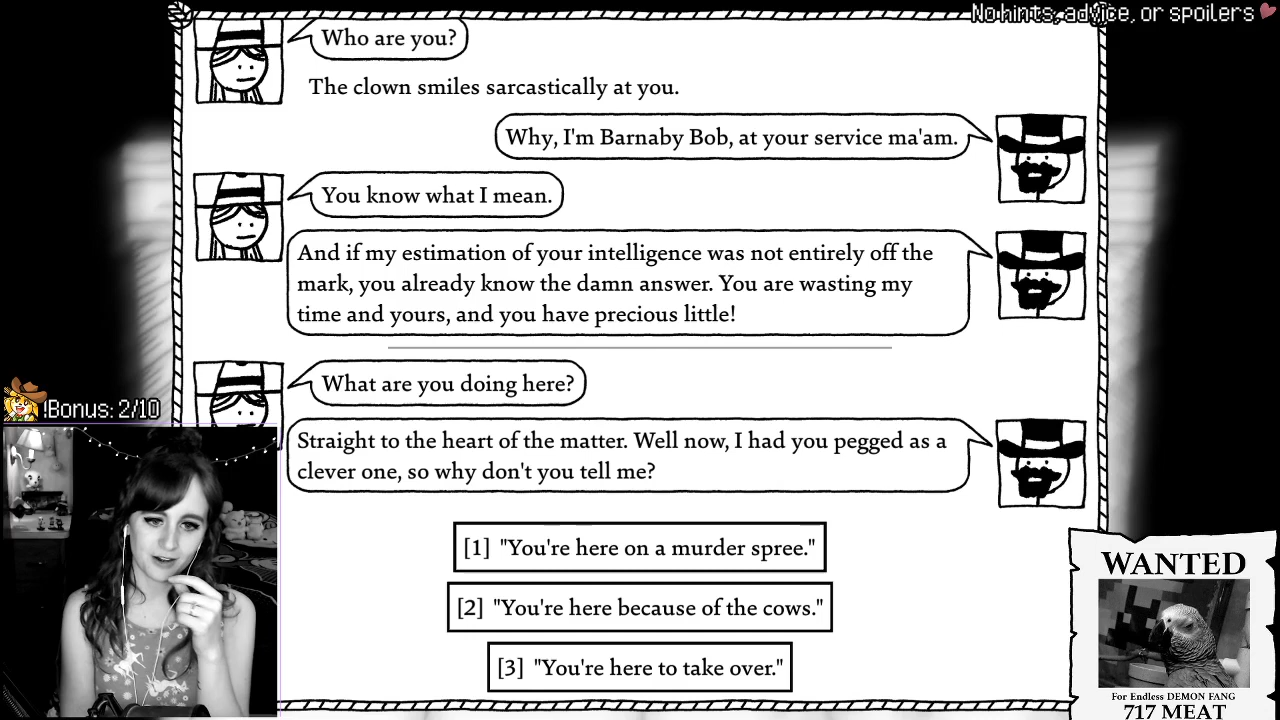 No hints, advice, or spoilers
Who are you?
The clown smiles sarcastically at you.
Why, I'm Barnaby Bob, at your service ma'am.
You know what I mean.
And if my estimation of your intelligence was not entirely off the
mark, you already know the damn answer. You are wasting my
time and yours, and you have precious little!
What are you doing here?
Straight to the heart of the matter. Well now, I had you pegged as a
clever one, so why don't you tell me?
[1] "You're here on a murder spree."
[2] "You're here because of the cows."
[3] "You're here to take over."
!Bonus: 2/10
WANTED
For Endless DEMON FANG
717 MEAT